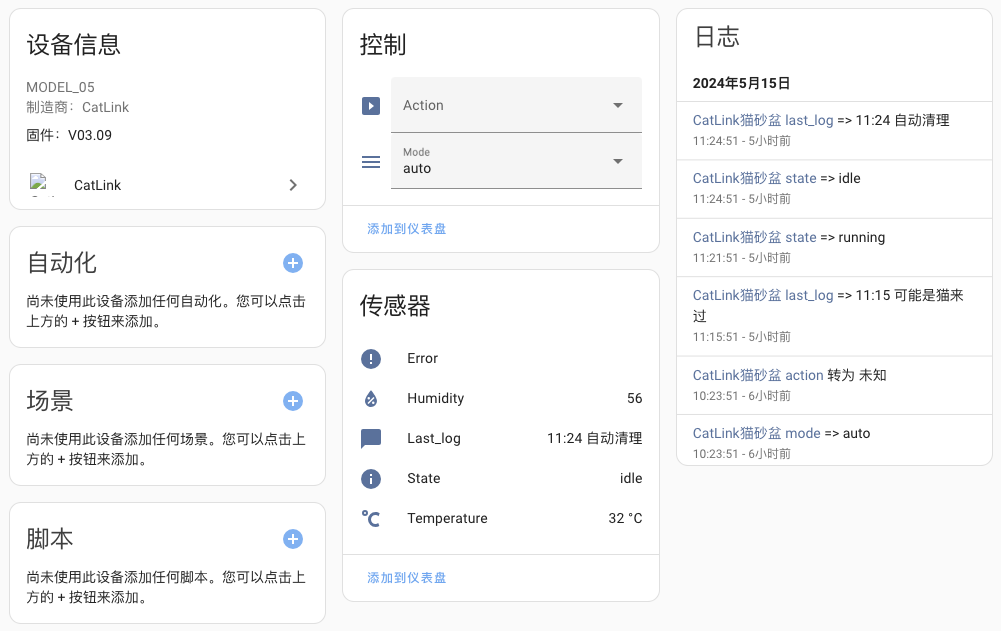 设备信息
MODEL_05
制造商：CatLink
固件：V03.09
CatLink
自动化
尚未使用此设备添加任何自动化。您可以点击
上方的 + 按钮来添加。
场景
尚未使用此设备添加任何场景。您可以点击上
方的 + 按钮来添加。
脚本
尚未使用此设备添加任何脚本。您可以点击上
方的 + 按钮来添加。
控制
Action
Mode
auto
添加到仪表盘
传感器
Error
Humidity 56
Last_log 11:24 自动清理
State idle
Temperature 32 °C
添加到仪表盘
日志
2024年5月15日
CatLink猫砂盆 last_log => 11:24 自动清理
11:24:51 - 5小时前
CatLink猫砂盆 state => idle
11:24:51 - 5小时前
CatLink猫砂盆 state => running
11:21:51 - 5小时前
CatLink猫砂盆 last_log => 11:15 可能是猫来
过
11:15:51 - 5小时前
CatLink猫砂盆 action 转为 未知
10:23:51 - 6小时前
CatLink猫砂盆 mode => auto
10:23:51 - 6小时前